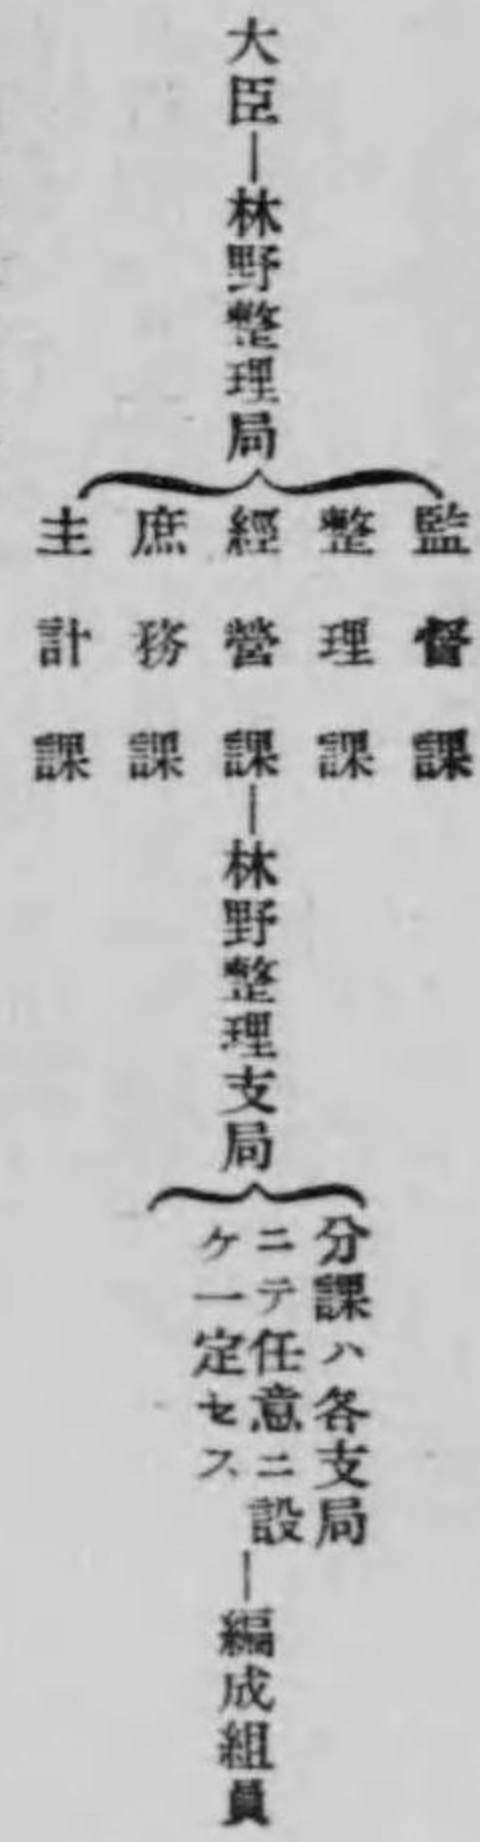 大臣―林野整理局
監督課
整理課
經營課―林野整理支局
庶務課
主計課
分課ハ各支局
ニテ任意ニ設
ケ一定セス
―編成組員